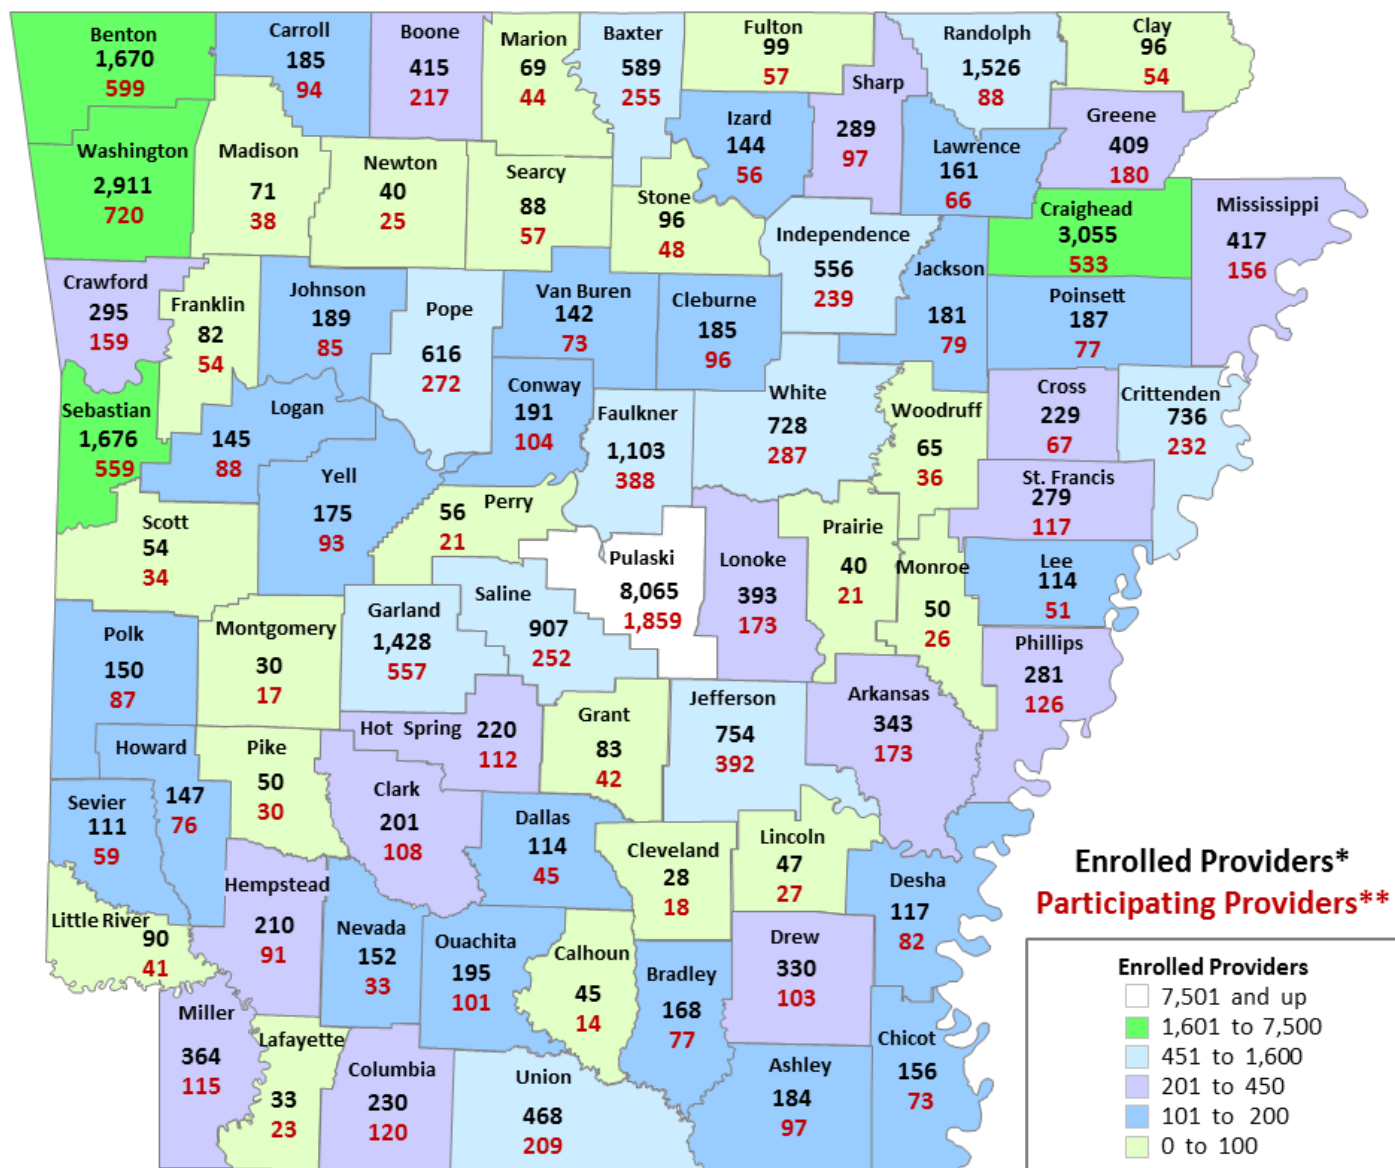 Benton
1,670
599
Carroll
185
94
Boone
415
217
Marion
69
44
Baxter
589
255
Fulton
99
57
Sharp
289
97
Randolph
1,526
88
Clay
96
54
Izard
144
56
Lawrence
161
66
Greene
409
180
Washington
2,911
720
Madison
71
38
Newton
40
25
Searcy
88
57
Stone
96
48
Independence
556
239
Jackson
181
79
Craighead
3,055
533
Mississippi
417
156
Crawford
295
159
Franklin
82
54
Johnson
189
85
Pope
616
272
Van Buren
142
73
Cleburne
185
96
Poinsett
187
77
Sebastian
1,676
559
Logan
145
88
Conway
191
104
Faulkner
1,103
388
White
728
287
Woodruff
65
36
Cross
229
67
Crittenden
736
232
Yell
175
93
Perry
56
21
St. Francis
279
117
Scott
54
34
Pulaski
8,065
1,859
Lonoke
393
173
Prairie
40
21
Monroe
50
26
Lee
114
51
Polk
150
87
Montgomery
30
17
Garland
1,428
557
Saline
907
252
Phillips
281
126
Hot Spring
220
112
Grant
83
42
Jefferson
754
392
Arkansas
343
173
Howard
147
76
Pike
50
30
Clark
201
108
Sevier
111
59
Dallas
114
45
Cleveland
28
18
Lincoln
47
27
Desha
117
82
Hempstead
210
91
Little River
90
41
Nevada
152
33
Ouachita
195
101
Calhoun
45
14
Bradley
168
77
Drew
330
103
Miller
364
115
Lafayette
33
23
Columbia
230
120
Union
468
209
Ashley
184
97
Chicot
156
73
Enrolled Providers*
Participating Providers**
Enrolled Providers
7,501 and up
1,601 to 7,500
451 to 1,600
201 to 450
101 to 200
0 to 100